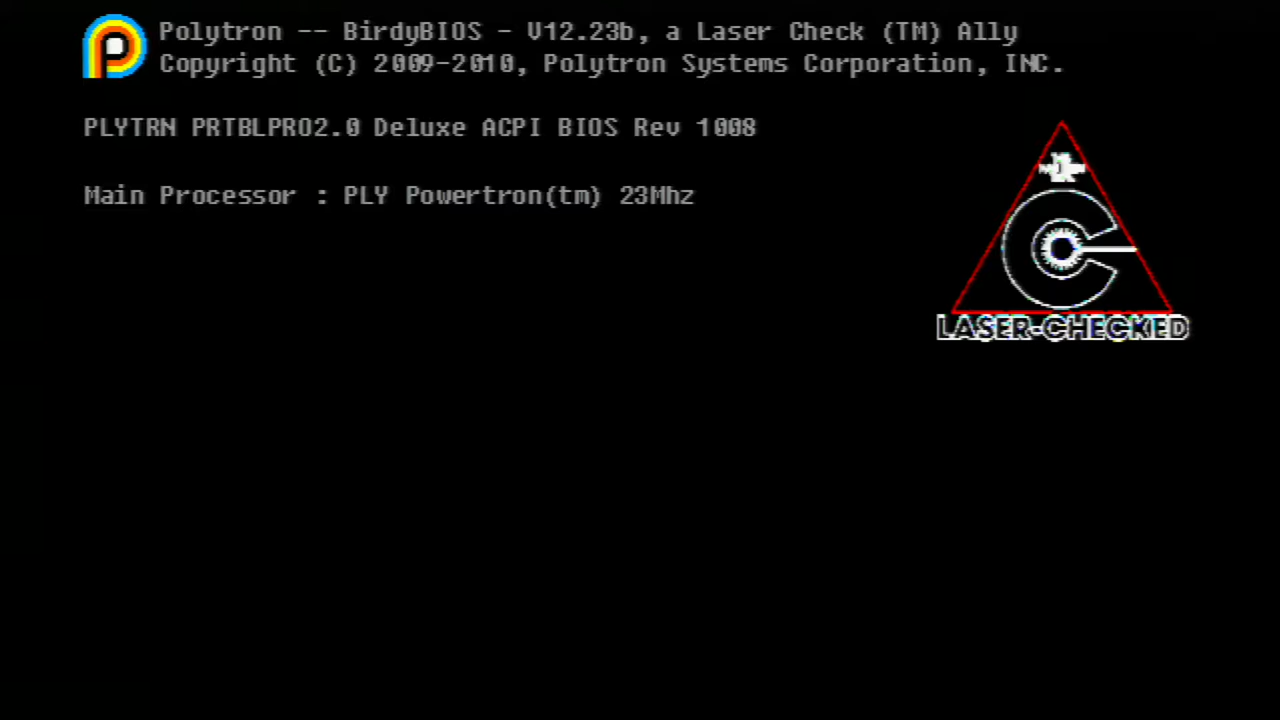 Polytron -- BirdyBIOS - V12.23b, a Laser Check (TM) Ally
Copyright (C) 2009-2010, Polytron Systems Corporation, INC.
PLYTRN PRTBLPRO2.0 Deluxe ACPI BIOS Rev 1008
Main Processor : PLY Powertron(tm) 23Mhz
LASER-CHECKED